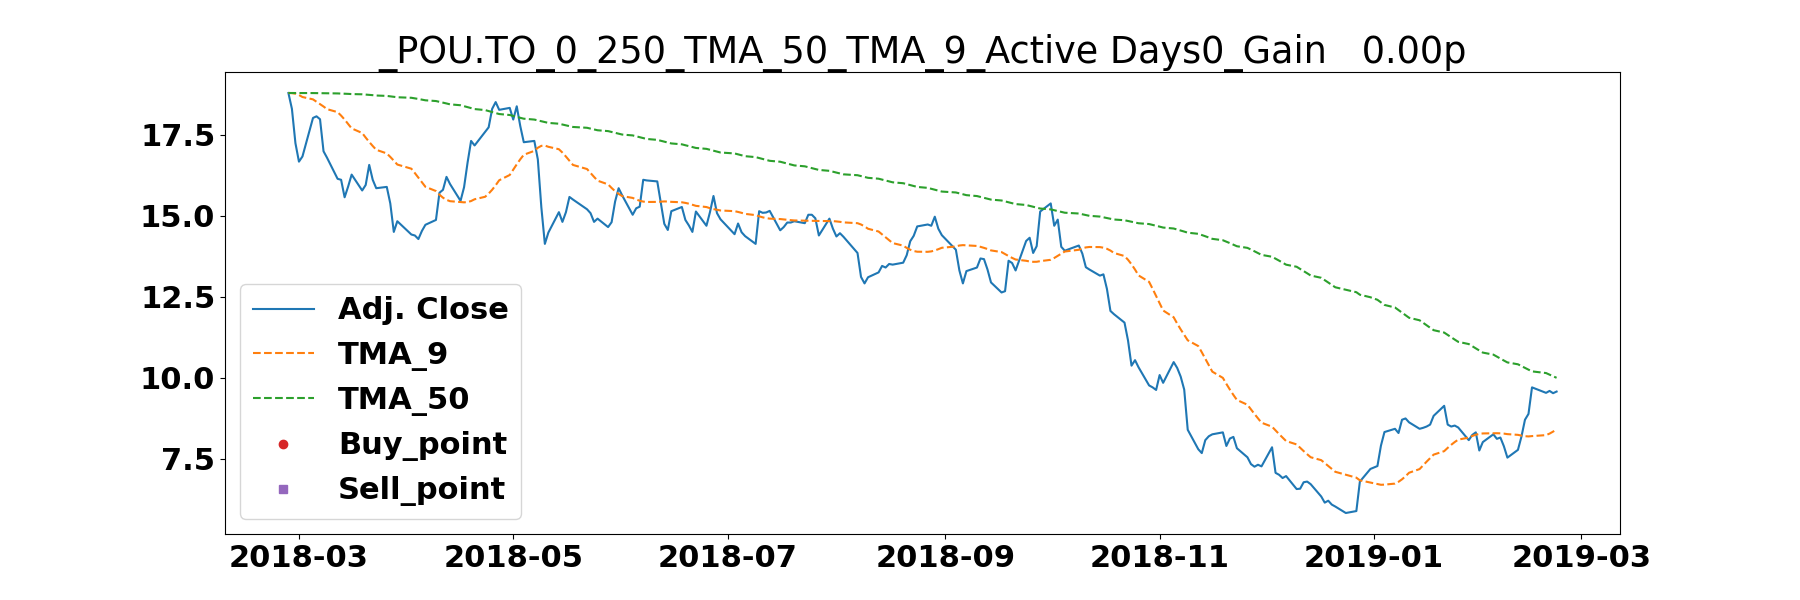 _POU.TO_0_250_TMA_50_TMA_9_Active Days0_Gain   0.00p
17.5
15.0
12.5
10.0
7.5
Adj. Close
TMA_9
TMA_50
Buy_point
Sell_point
2018-03 2018-05 2018-07 2018-09 2018-11 2019-01 2019-03